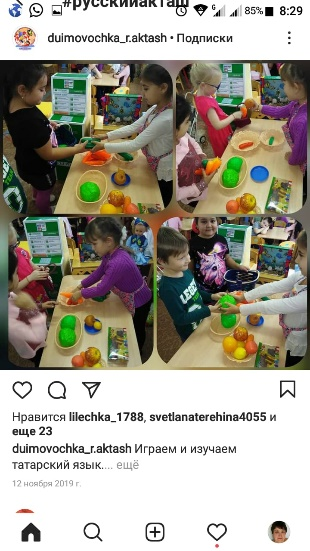 #русскийакташ
85% 8:29
duimovochka_r.aktash • Подписки
Нравится lilechka_1788, svetlanaterehina4055 и
еще 23
duimovochka_r.aktash Играем и изучаем
татарский язык.... ещё
12 ноября 2019 г.